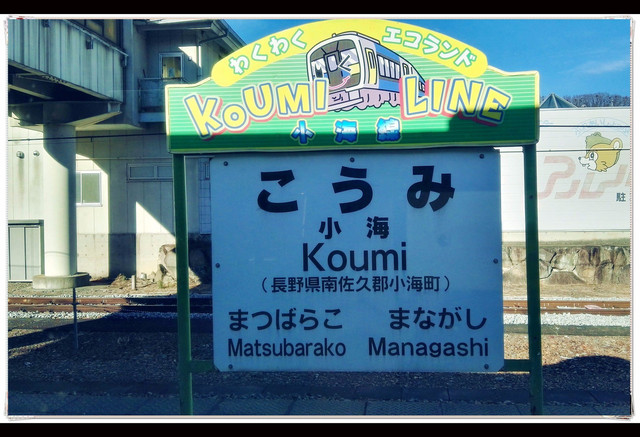 わくわく エコランド
KOUMI LINE
小海線
こうみ
小海
Koumi
（長野県南佐久郡小海町）
まつばらこ まながし
Matsubarako Managashi
駐